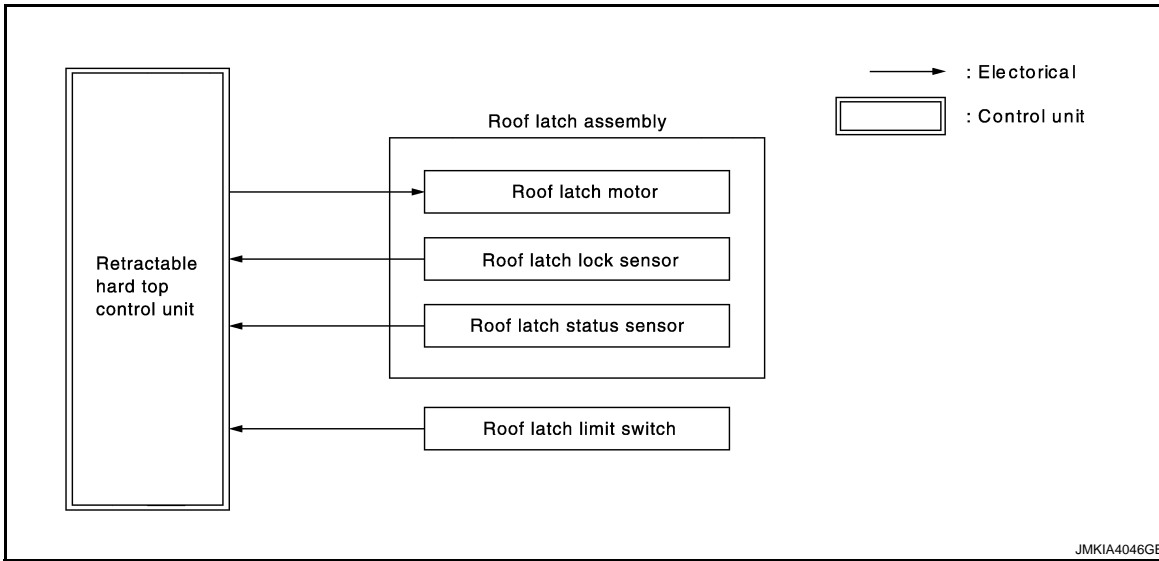 : Electorical
: Control unit
Roof latch assembly
Roof latch motor
Roof latch lock sensor
Roof latch status sensor
Roof latch limit switch
Retractable
hard top
control unit
JMKIA4046GB